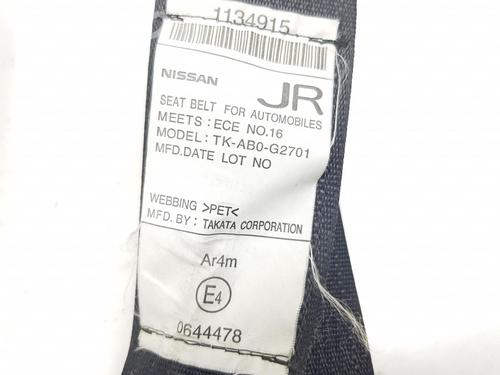 1134915
NISSAN JR
SEAT BELT FOR AUTOMOBILES
MEETS : ECE NO.16
MODEL : TK-AB0-G2701
MFD.DATE LOT NO
WEBBING >PET<
MFD. BY : TAKATA CORPORATION
Ar4m
E4
0644478